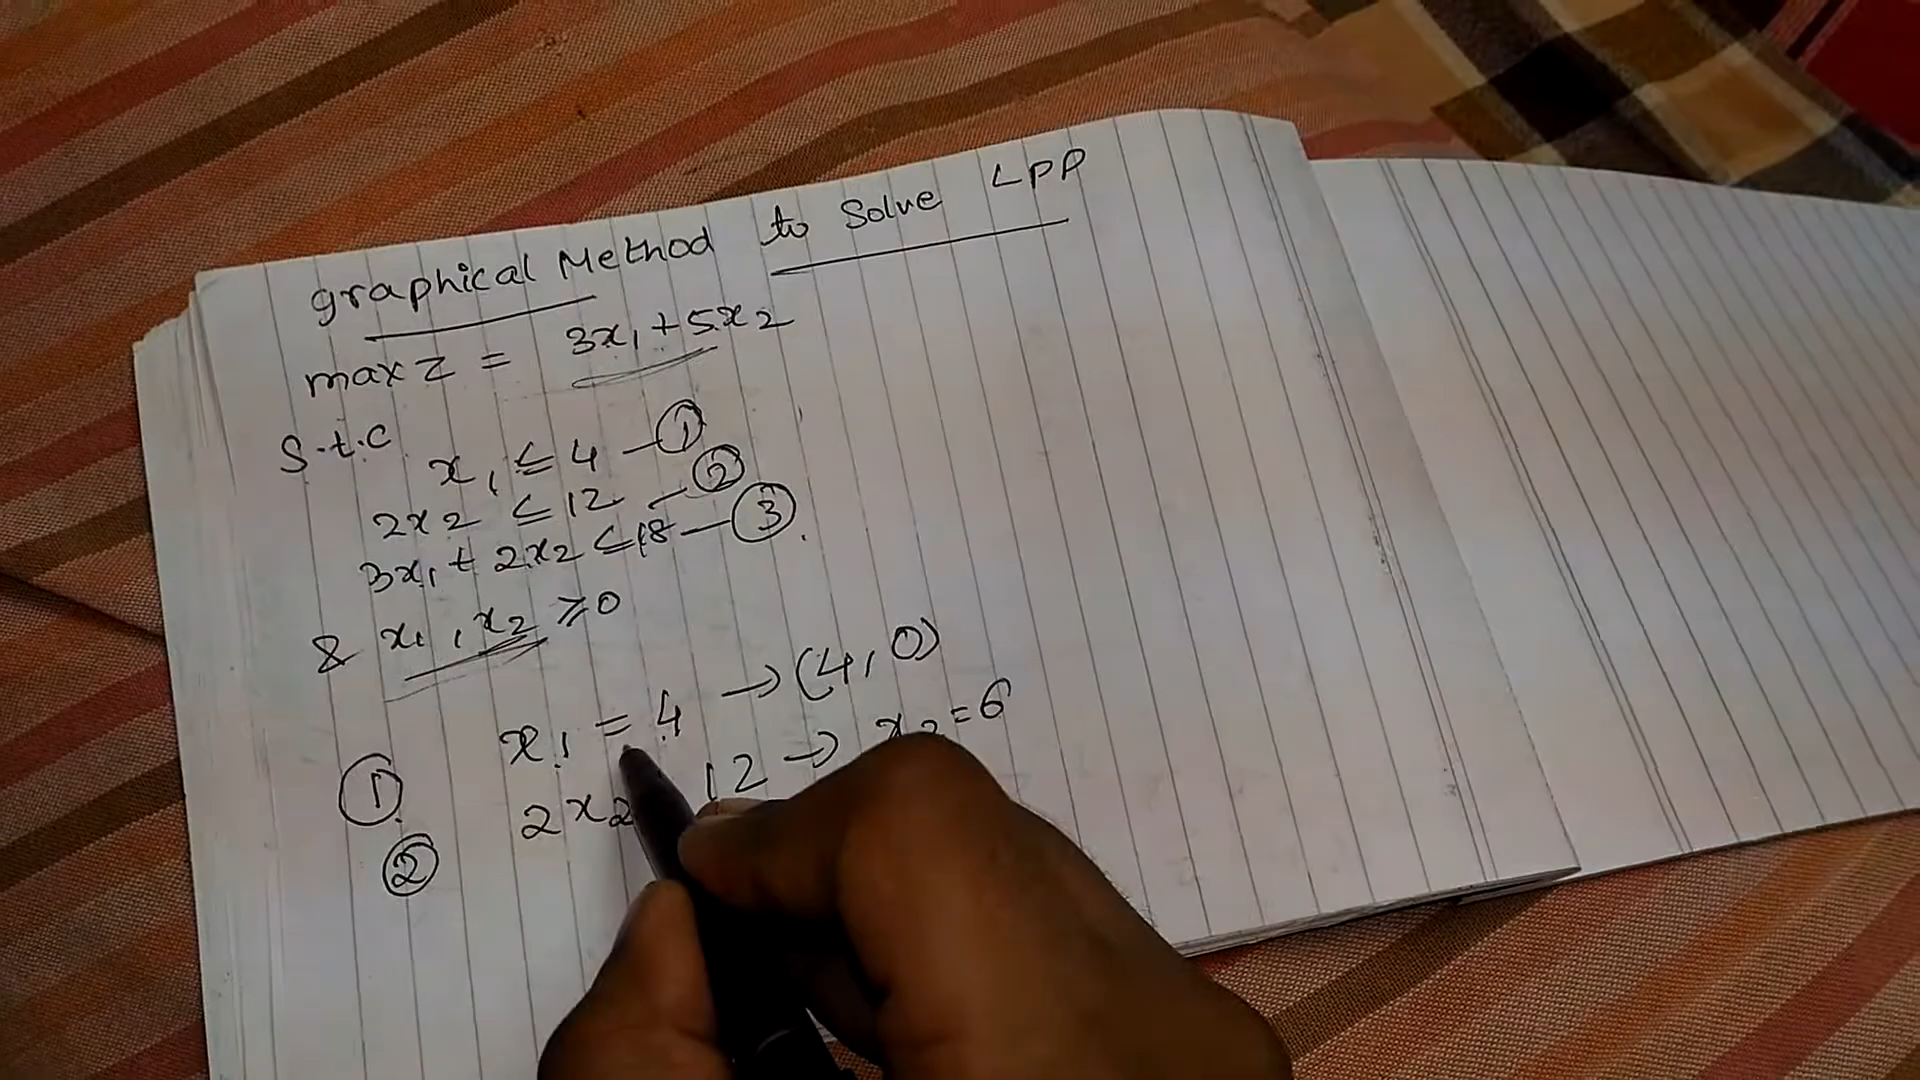 graphical Method to Solve LPP
max Z = 3x₁ + 5x₂
S.t.C
x₁ ≤ 4 — ①
2x₂ ≤ 12 — ②
3x₁ + 2x₂ ≤ 18 — ③
& x₁, x₂ ≥ 0
① x₁ = 4 → (4, 0)
② 2x₂ 12 → x₂ = 6